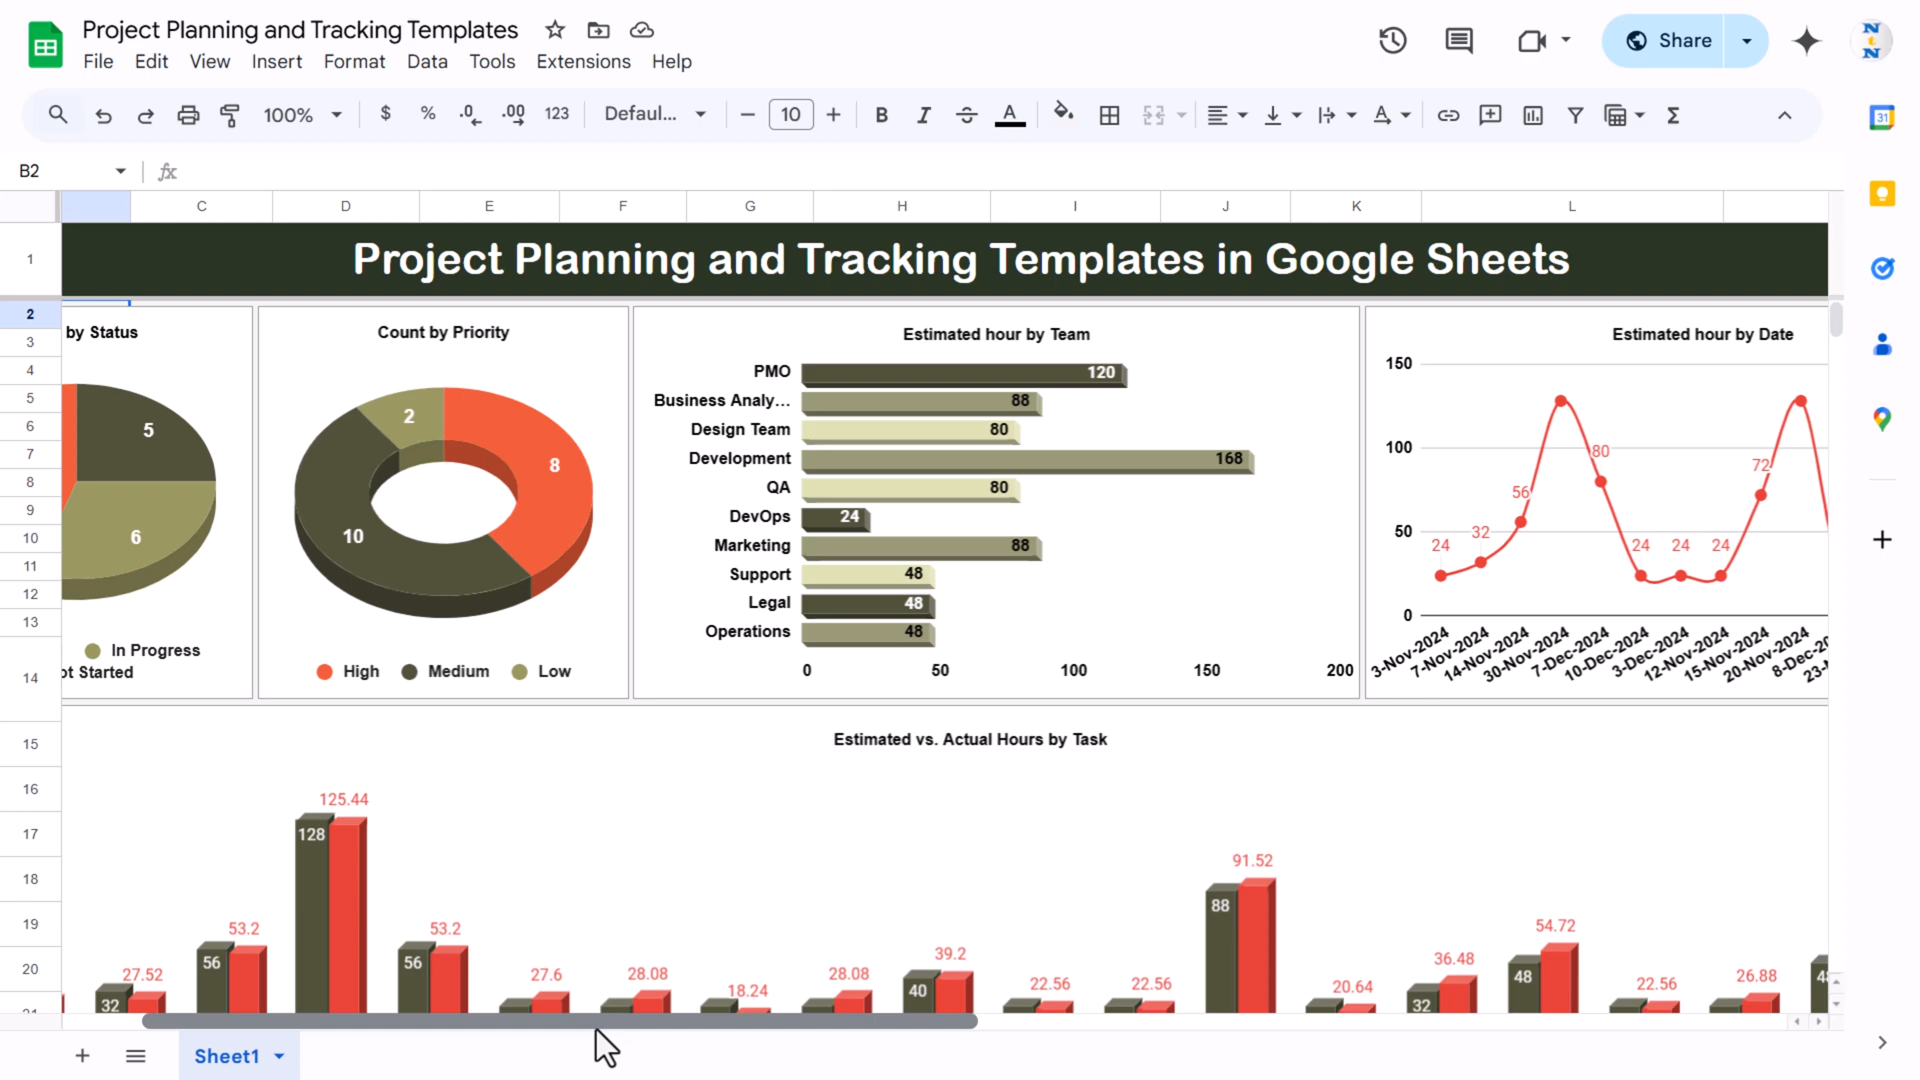 Project Planning and Tracking Templates
File Edit View Insert Format Data Tools Extensions Help
Share
100% $ % .0 .00 123 Defaul... 10 B I A
31
B2 fx
C D E F G H I J K L
1 Project Planning and Tracking Templates in Google Sheets
2
3
4
5
6
7
8
9
10
11
12
13
14
15
16
17
18
19
20
by Status
5
6
In Progress
ot Started
Count by Priority
2
8
10
High Medium Low
Estimated hour by Team
PMO 120
Business Analy... 88
Design Team 80
Development 168
QA 80
DevOps 24
Marketing 88
Support 48
Legal 48
Operations 48
0 50 100 150 200
Estimated hour by Date
150
100
50
0
24 32 56 80 24 24 24 72
3-Nov-2024 7-Nov-2024 14-Nov-2024 30-Nov-2024 7-Dec-2024 10-Dec-2024 3-Dec-2024 12-Nov-2024 15-Nov-2024 20-Nov-2024
Estimated vs. Actual Hours by Task
32 27.52
56 53.2
128 125.44
56 53.2
27.6
28.08
18.24
28.08
40 39.2
22.56
22.56
88 91.52
20.64
32 36.48
48 54.72
22.56
26.88
Sheet1